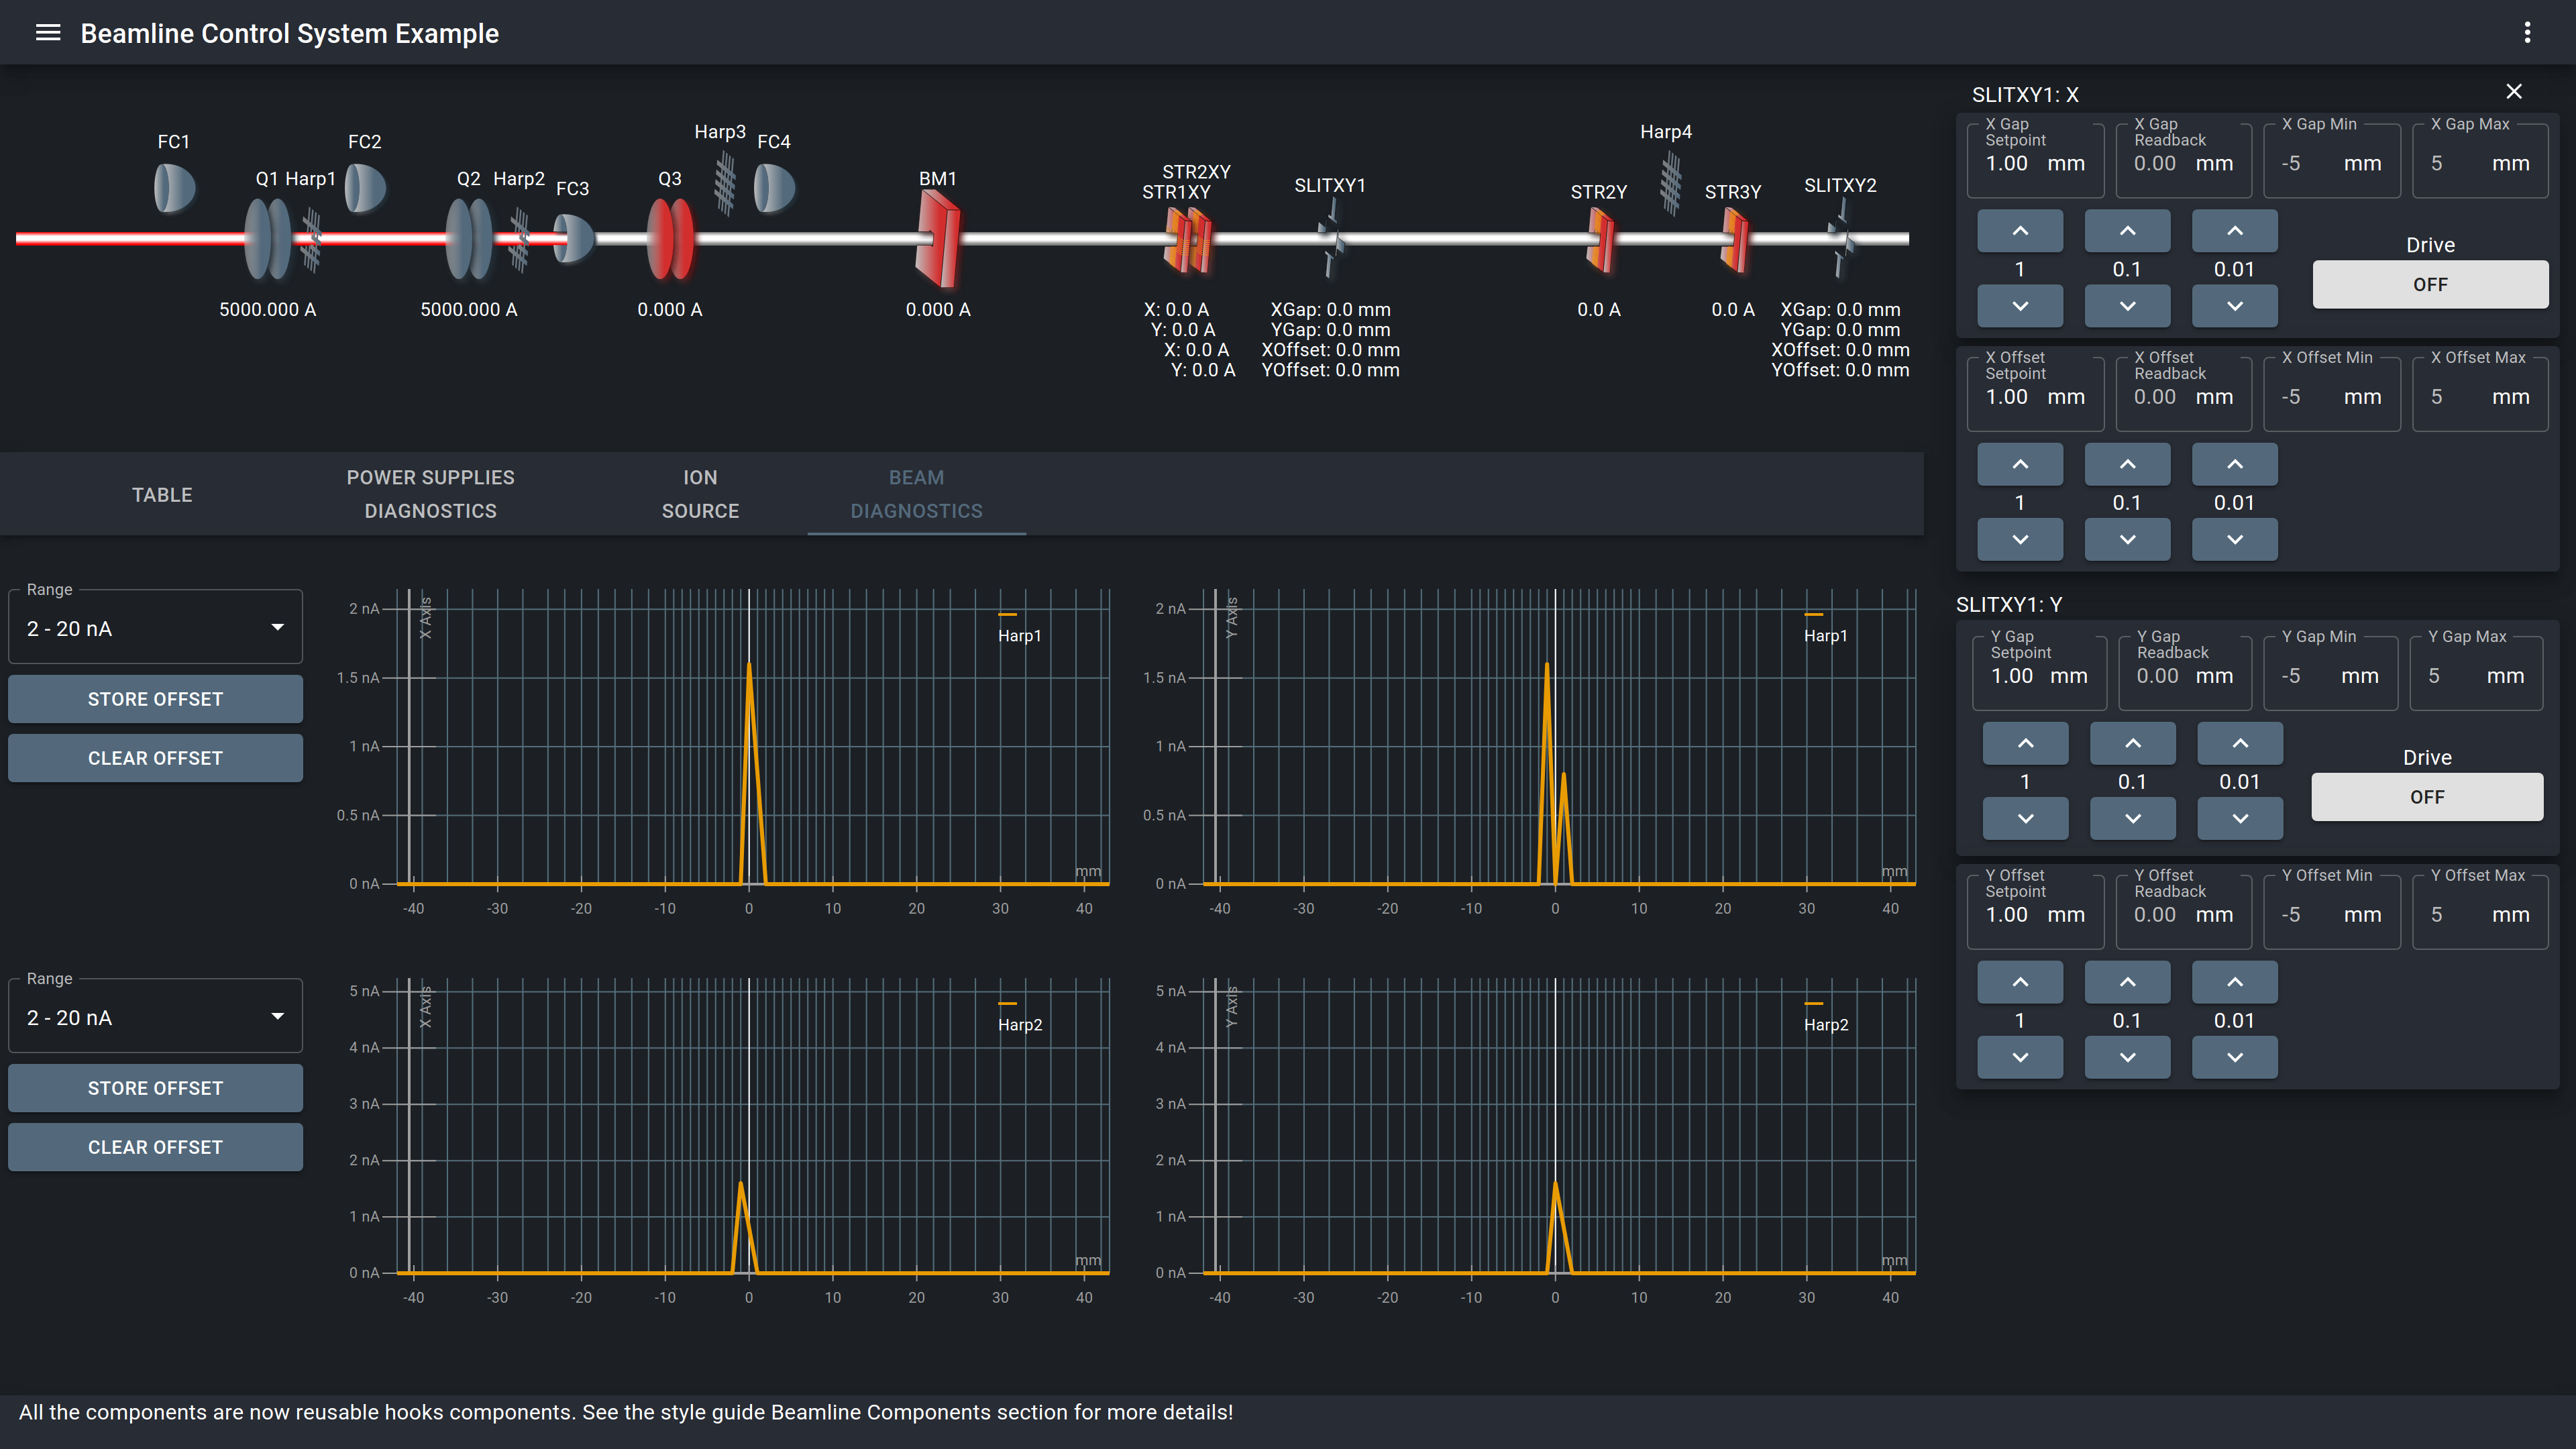 Beamline Control System Example
FC1
FC2
Harp3
FC4
Q1
Harp1
Q2
Harp2
FC3
Q3
BM1
STR2XY
STR1XY
SLITXY1
Harp4
STR2Y
STR3Y
SLITXY2
5000.000 A
5000.000 A
0.000 A
0.000 A
X: 0.0 A
Y: 0.0 A
X: 0.0 A
Y: 0.0 A
XGap: 0.0 mm
YGap: 0.0 mm
XOffset: 0.0 mm
YOffset: 0.0 mm
0.0 A
0.0 A
XGap: 0.0 mm
YGap: 0.0 mm
XOffset: 0.0 mm
YOffset: 0.0 mm
TABLE
POWER SUPPLIES
DIAGNOSTICS
ION
SOURCE
BEAM
DIAGNOSTICS
Range
2 - 20 nA
STORE OFFSET
CLEAR OFFSET
2 nA
1.5 nA
1 nA
0.5 nA
0 nA
X Axis
Harp1
mm
-40 -30 -20 -10 0 10 20 30 40
2 nA
1.5 nA
1 nA
0.5 nA
0 nA
Y Axis
Harp1
mm
-40 -30 -20 -10 0 10 20 30 40
Range
2 - 20 nA
STORE OFFSET
CLEAR OFFSET
5 nA
4 nA
3 nA
2 nA
1 nA
0 nA
X Axis
Harp2
mm
-40 -30 -20 -10 0 10 20 30 40
5 nA
4 nA
3 nA
2 nA
1 nA
0 nA
Y Axis
Harp2
mm
-40 -30 -20 -10 0 10 20 30 40
SLITXY1: X
X Gap
Setpoint
1.00 mm
X Gap
Readback
0.00 mm
X Gap Min
-5 mm
X Gap Max
5 mm
1 0.1 0.01
Drive
OFF
X Offset
Setpoint
1.00 mm
X Offset
Readback
0.00 mm
X Offset Min
-5 mm
X Offset Max
5 mm
1 0.1 0.01
SLITXY1: Y
Y Gap
Setpoint
1.00 mm
Y Gap
Readback
0.00 mm
Y Gap Min
-5 mm
Y Gap Max
5 mm
1 0.1 0.01
Drive
OFF
Y Offset
Setpoint
1.00 mm
Y Offset
Readback
0.00 mm
Y Offset Min
-5 mm
Y Offset Max
5 mm
1 0.1 0.01
All the components are now reusable hooks components. See the style guide Beamline Components section for more details!